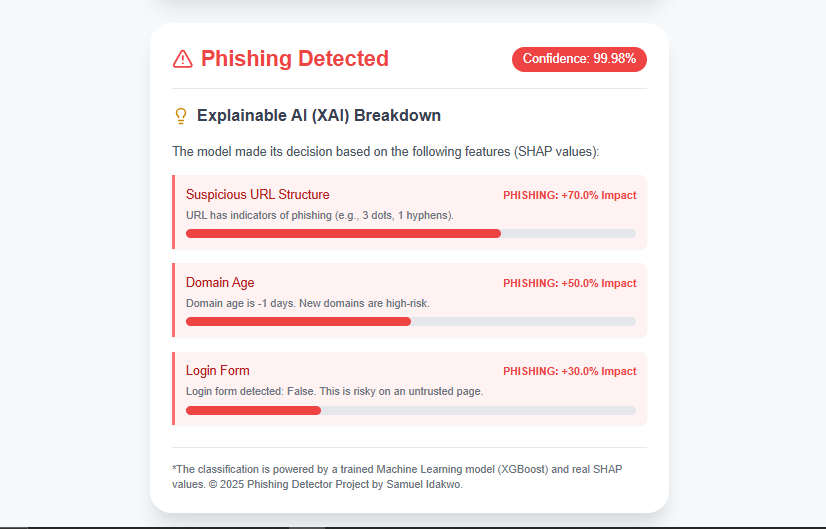 Phishing Detected
Confidence: 99.98%
Explainable AI (XAI) Breakdown
The model made its decision based on the following features (SHAP values):
Suspicious URL Structure
PHISHING: +70.0% Impact
URL has indicators of phishing (e.g., 3 dots, 1 hyphens).
Domain Age
PHISHING: +50.0% Impact
Domain age is -1 days. New domains are high-risk.
Login Form
PHISHING: +30.0% Impact
Login form detected: False. This is risky on an untrusted page.
*The classification is powered by a trained Machine Learning model (XGBoost) and real SHAP
values. © 2025 Phishing Detector Project by Samuel Idakwo.